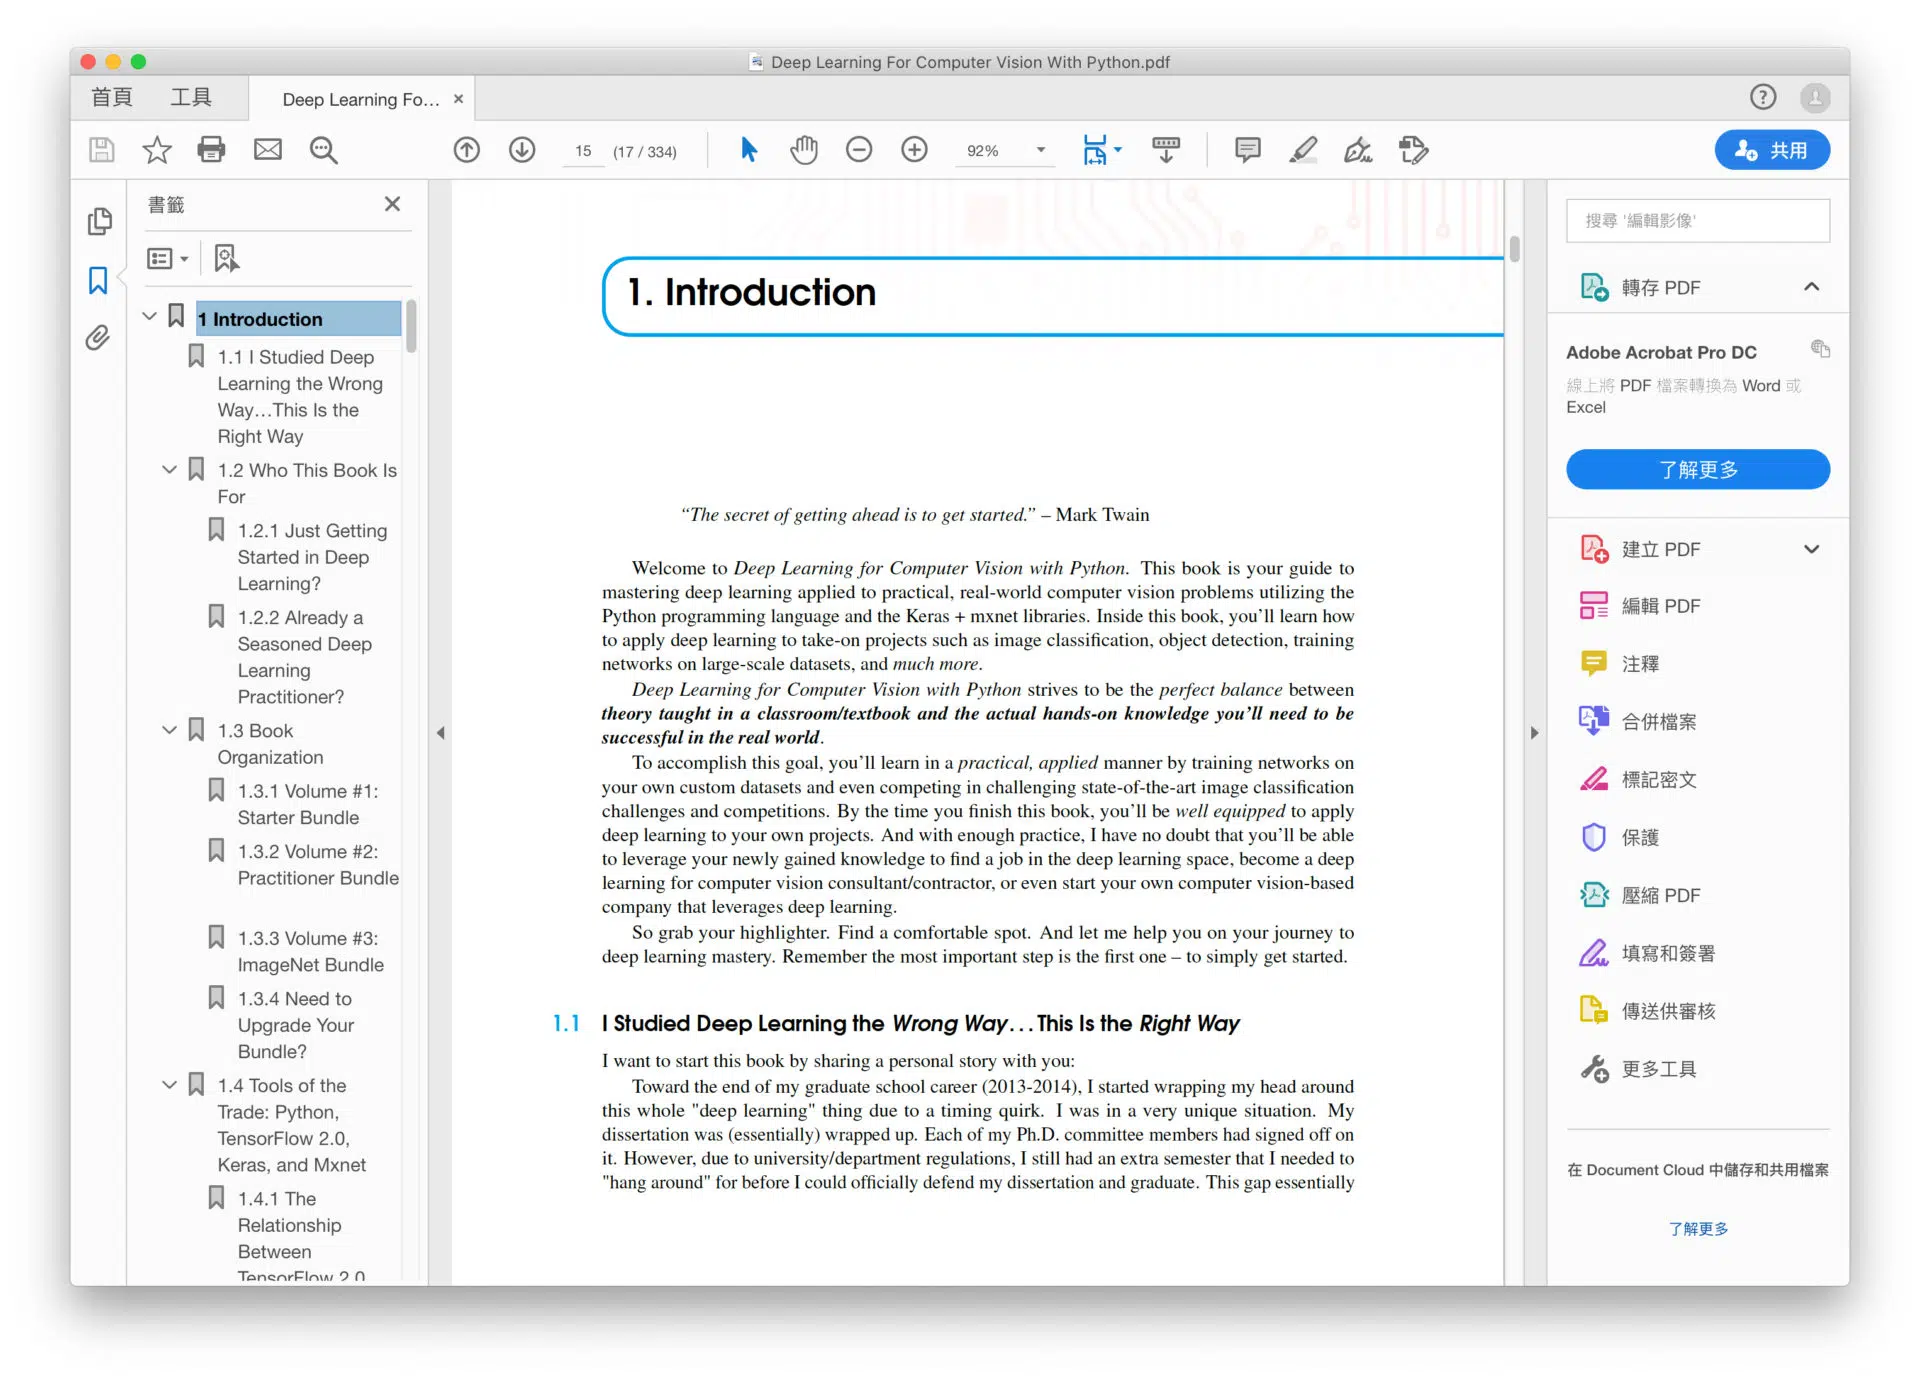 Deep Learning For Computer Vision With Python.pdf
首頁 工具 Deep Learning Fo... ×
15 (17 / 334) 92% 共用
書籤
1 Introduction
1.1 I Studied Deep
Learning the Wrong
Way…This Is the
Right Way
1.2 Who This Book Is
For
1.2.1 Just Getting
Started in Deep
Learning?
1.2.2 Already a
Seasoned Deep
Learning
Practitioner?
1.3 Book
Organization
1.3.1 Volume #1:
Starter Bundle
1.3.2 Volume #2:
Practitioner Bundle
1.3.3 Volume #3:
ImageNet Bundle
1.3.4 Need to
Upgrade Your
Bundle?
1.4 Tools of the
Trade: Python,
TensorFlow 2.0,
Keras, and Mxnet
1.4.1 The
Relationship
Between
TensorFlow 2.0
1. Introduction
“The secret of getting ahead is to get started.” – Mark Twain
Welcome to Deep Learning for Computer Vision with Python. This book is your guide to
mastering deep learning applied to practical, real-world computer vision problems utilizing the
Python programming language and the Keras + mxnet libraries. Inside this book, you’ll learn how
to apply deep learning to take-on projects such as image classification, object detection, training
networks on large-scale datasets, and much more.
Deep Learning for Computer Vision with Python strives to be the perfect balance between
theory taught in a classroom/textbook and the actual hands-on knowledge you’ll need to be
successful in the real world.
To accomplish this goal, you’ll learn in a practical, applied manner by training networks on
your own custom datasets and even competing in challenging state-of-the-art image classification
challenges and competitions. By the time you finish this book, you’ll be well equipped to apply
deep learning to your own projects. And with enough practice, I have no doubt that you’ll be able
to leverage your newly gained knowledge to find a job in the deep learning space, become a deep
learning for computer vision consultant/contractor, or even start your own computer vision-based
company that leverages deep learning.
So grab your highlighter. Find a comfortable spot. And let me help you on your journey to
deep learning mastery. Remember the most important step is the first one – to simply get started.
1.1 I Studied Deep Learning the Wrong Way…This Is the Right Way
I want to start this book by sharing a personal story with you:
Toward the end of my graduate school career (2013-2014), I started wrapping my head around
this whole "deep learning" thing due to a timing quirk. I was in a very unique situation. My
dissertation was (essentially) wrapped up. Each of my Ph.D. committee members had signed off on
it. However, due to university/department regulations, I still had an extra semester that I needed to
"hang around" for before I could officially defend my dissertation and graduate. This gap essentially
搜尋 '編輯影像'
轉存 PDF
Adobe Acrobat Pro DC
線上將 PDF 檔案轉換為 Word 或
Excel
了解更多
建立 PDF
編輯 PDF
注釋
合併檔案
標記密文
保護
壓縮 PDF
填寫和簽署
傳送供審核
更多工具
在 Document Cloud 中儲存和共用檔案
了解更多